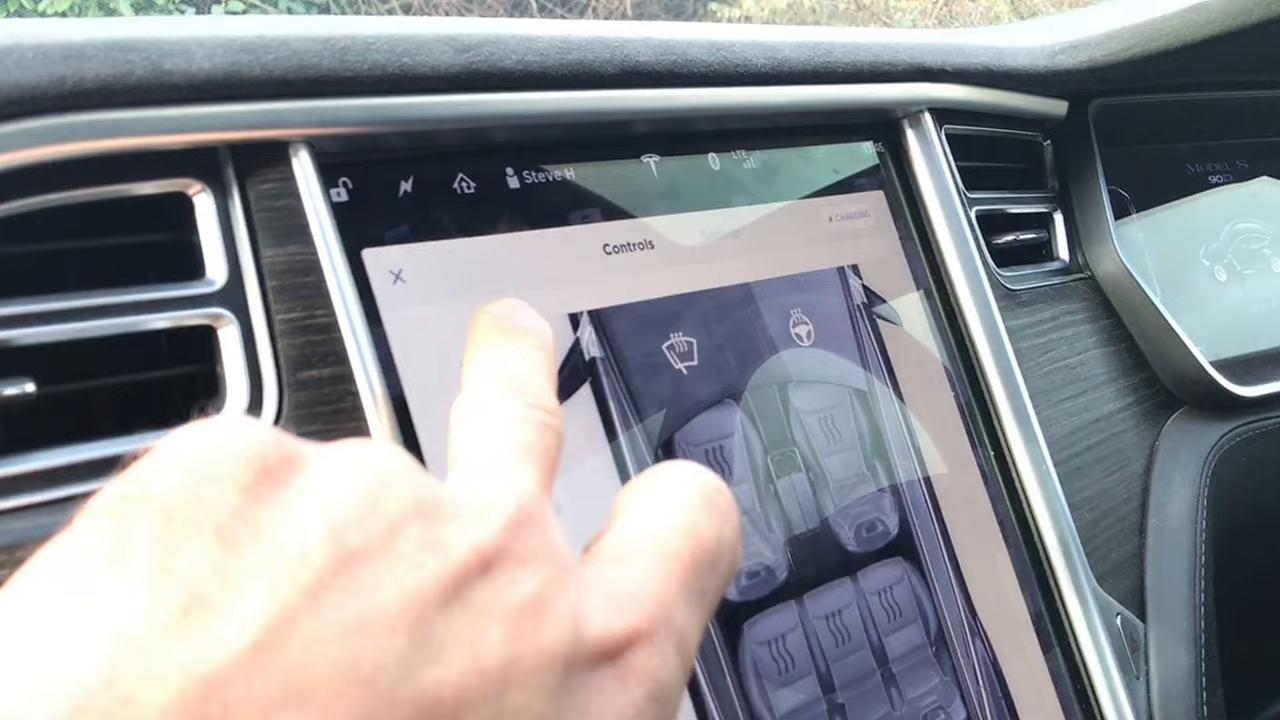 Steve H
LTE
Controls
CHARGING
MODEL S
90D